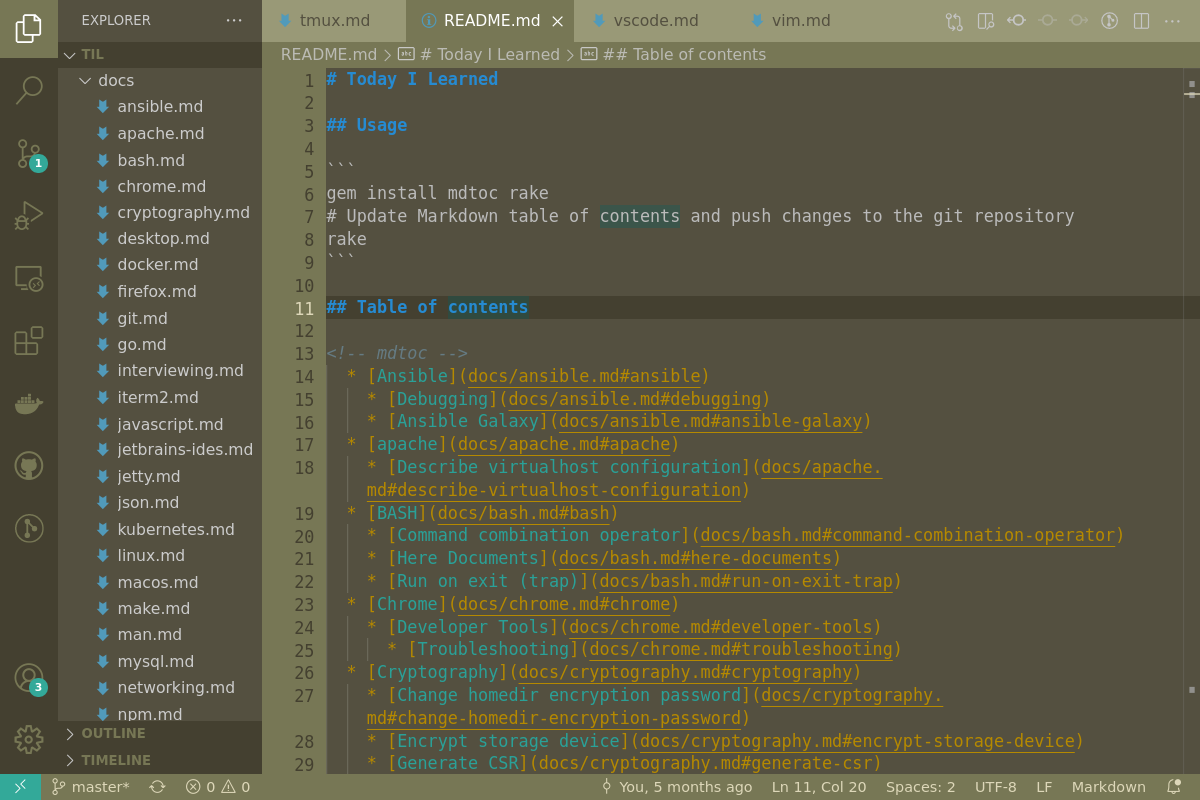 EXPLORER
TIL
docs
ansible.md
apache.md
bash.md
chrome.md
cryptography.md
desktop.md
docker.md
firefox.md
git.md
go.md
interviewing.md
iterm2.md
javascript.md
jetbrains-ides.md
jetty.md
json.md
kubernetes.md
linux.md
macos.md
make.md
man.md
mysql.md
networking.md
npm.md
OUTLINE
TIMELINE
1
3
tmux.md
README.md
vscode.md
vim.md
README.md > # Today I Learned > ## Table of contents
1 # Today I Learned
2
3 ## Usage
4
5 ```
6 gem install mdtoc rake
7 # Update Markdown table of contents and push changes to the git repository
8 rake
9 ```
10
11 ## Table of contents
12
13 <!-- mdtoc -->
14 * [Ansible](docs/ansible.md#ansible)
15 * [Debugging](docs/ansible.md#debugging)
16 * [Ansible Galaxy](docs/ansible.md#ansible-galaxy)
17 * [apache](docs/apache.md#apache)
18 * [Describe virtualhost configuration](docs/apache.
md#describe-virtualhost-configuration)
19 * [BASH](docs/bash.md#bash)
20 * [Command combination operator](docs/bash.md#command-combination-operator)
21 * [Here Documents](docs/bash.md#here-documents)
22 * [Run on exit (trap)](docs/bash.md#run-on-exit-trap)
23 * [Chrome](docs/chrome.md#chrome)
24 * [Developer Tools](docs/chrome.md#developer-tools)
25 * [Troubleshooting](docs/chrome.md#troubleshooting)
26 * [Cryptography](docs/cryptography.md#cryptography)
27 * [Change homedir encryption password](docs/cryptography.
md#change-homedir-encryption-password)
28 * [Encrypt storage device](docs/cryptography.md#encrypt-storage-device)
29 * [Generate CSR](docs/cryptography.md#generate-csr)
master* 0 0 You, 5 months ago Ln 11, Col 20 Spaces: 2 UTF-8 LF Markdown